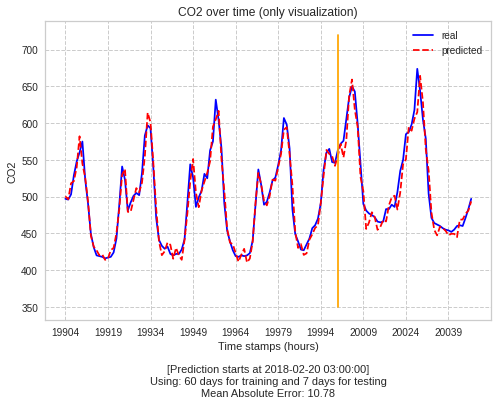 CO2 over time (only visualization)
real
predicted
700
650
600
550
500
450
400
350
CO2
19904 19919 19934 19949 19964 19979 19994 20009 20024 20039
Time stamps (hours)
[Prediction starts at 2018-02-20 03:00:00]
Using: 60 days for training and 7 days for testing
Mean Absolute Error: 10.78